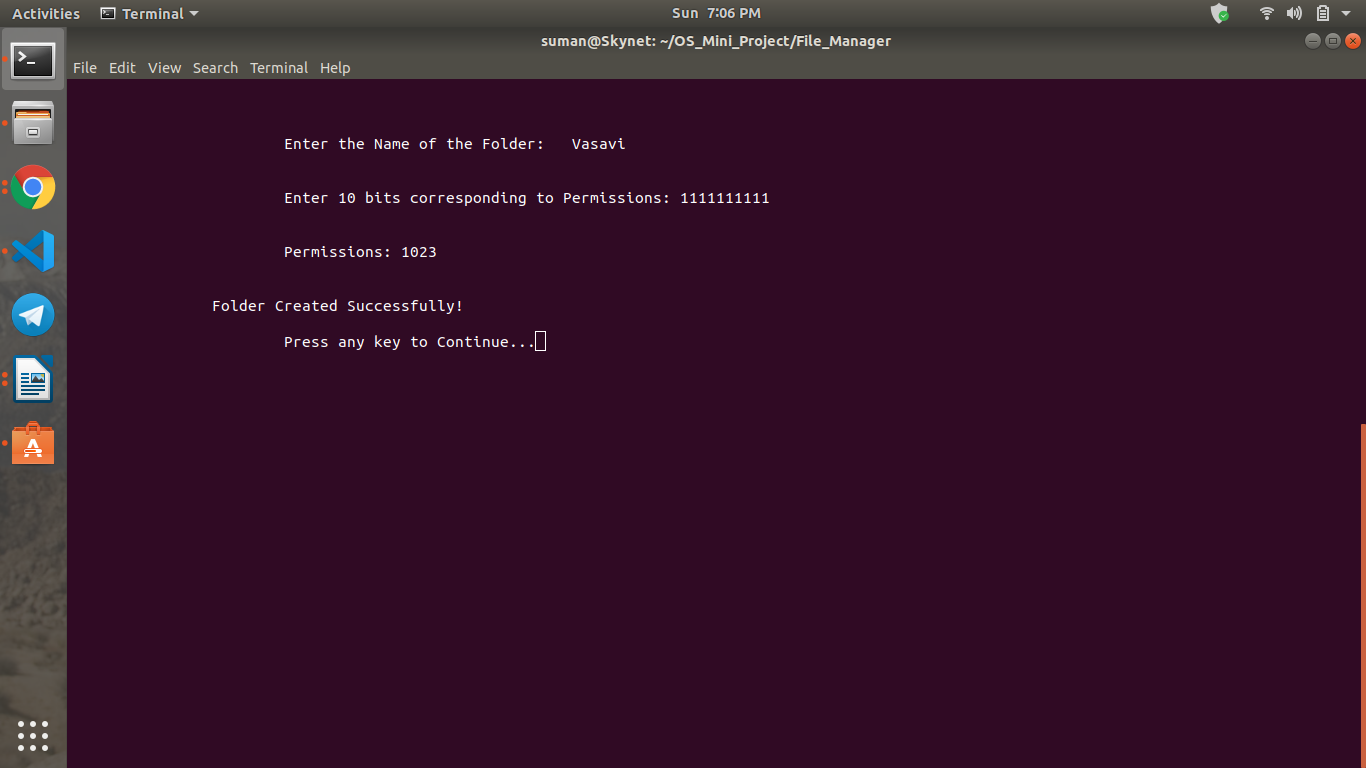 Activities Terminal Sun 7:06 PM
suman@Skynet: ~/OS_Mini_Project/File_Manager
File Edit View Search Terminal Help
Enter the Name of the Folder: Vasavi
Enter 10 bits corresponding to Permissions: 1111111111
Permissions: 1023
Folder Created Successfully!
Press any key to Continue...